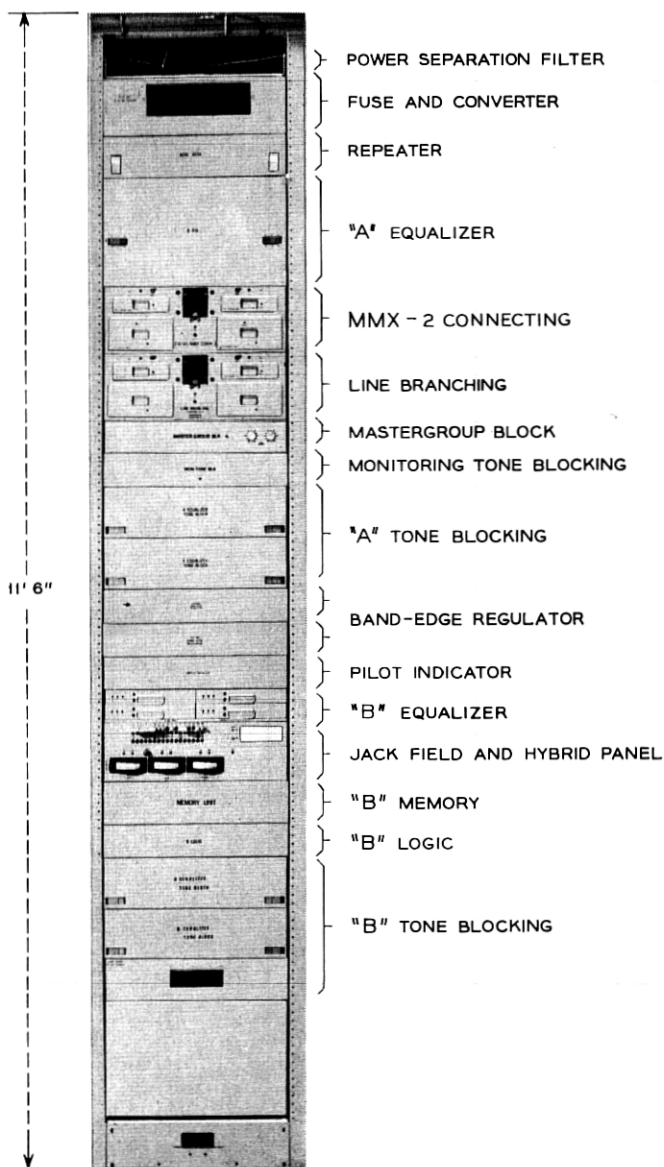 POWER SEPARATION FILTER
FUSE AND CONVERTER
REPEATER
"A" EQUALIZER
MMX-2 CONNECTING
LINE BRANCHING
MASTERGROUP BLOCK
MONITORING TONE BLOCKING
"A" TONE BLOCKING
11' 6"
BAND-EDGE REGULATOR
PILOT INDICATOR
"B" EQUALIZER
JACK FIELD AND HYBRID PANEL
MEMORY UNIT
"B" MEMORY
"B" LOGIC
"B" TONE BLOCKING